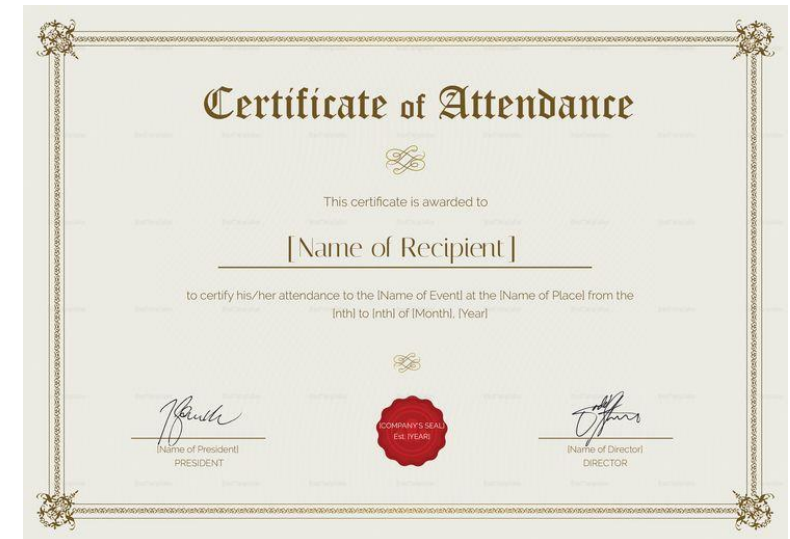 Certificate of Attendance
This certificate is awarded to
[Name of Recipient]
to certify his/her attendance to the [Name of Event] at the [Name of Place] from the
[nth] to [nth] of [Month], [Year]
[COMPANY'S SEAL]
Est. [YEAR]
[Name of President]
PRESIDENT
[Name of Director]
DIRECTOR